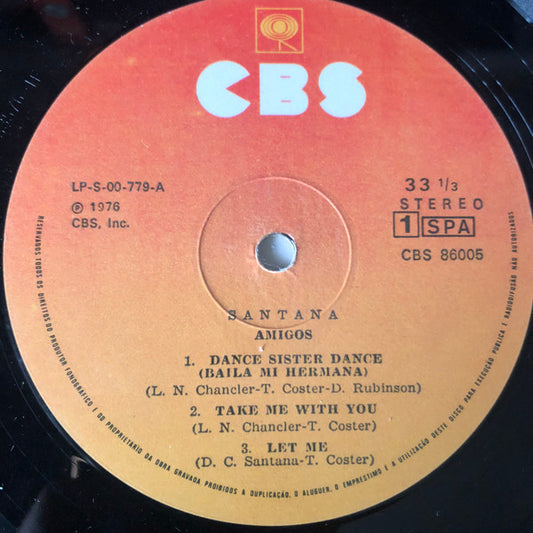 CBS
LP-S-00-779-A
℗ 1976
CBS, Inc.
33 1/3
STEREO
1 SPA
CBS 86005
SANTANA
AMIGOS
1. DANCE SISTER DANCE
(BAILA MI HERMANA)
(L. N. Chancler-T. Coster-D. Rubinson)
2. TAKE ME WITH YOU
(L. N. Chancler-T. Coster)
3. LET ME
(D. C. Santana-T. Coster)
RESERVADOS TODOS OS DIREITOS DO PRODUTOR FONOGRÁFICO E DO PROPRIETÁRIO DA OBRA GRAVADA PROIBIDOS A DUPLICAÇÃO, O ALUGUER, O EMPRÉSTIMO E A UTILIZAÇÃO DESTE DISCO PARA EXECUÇÃO PÚBLICA E RADIODIFUSÃO NÃO AUTORIZADOS